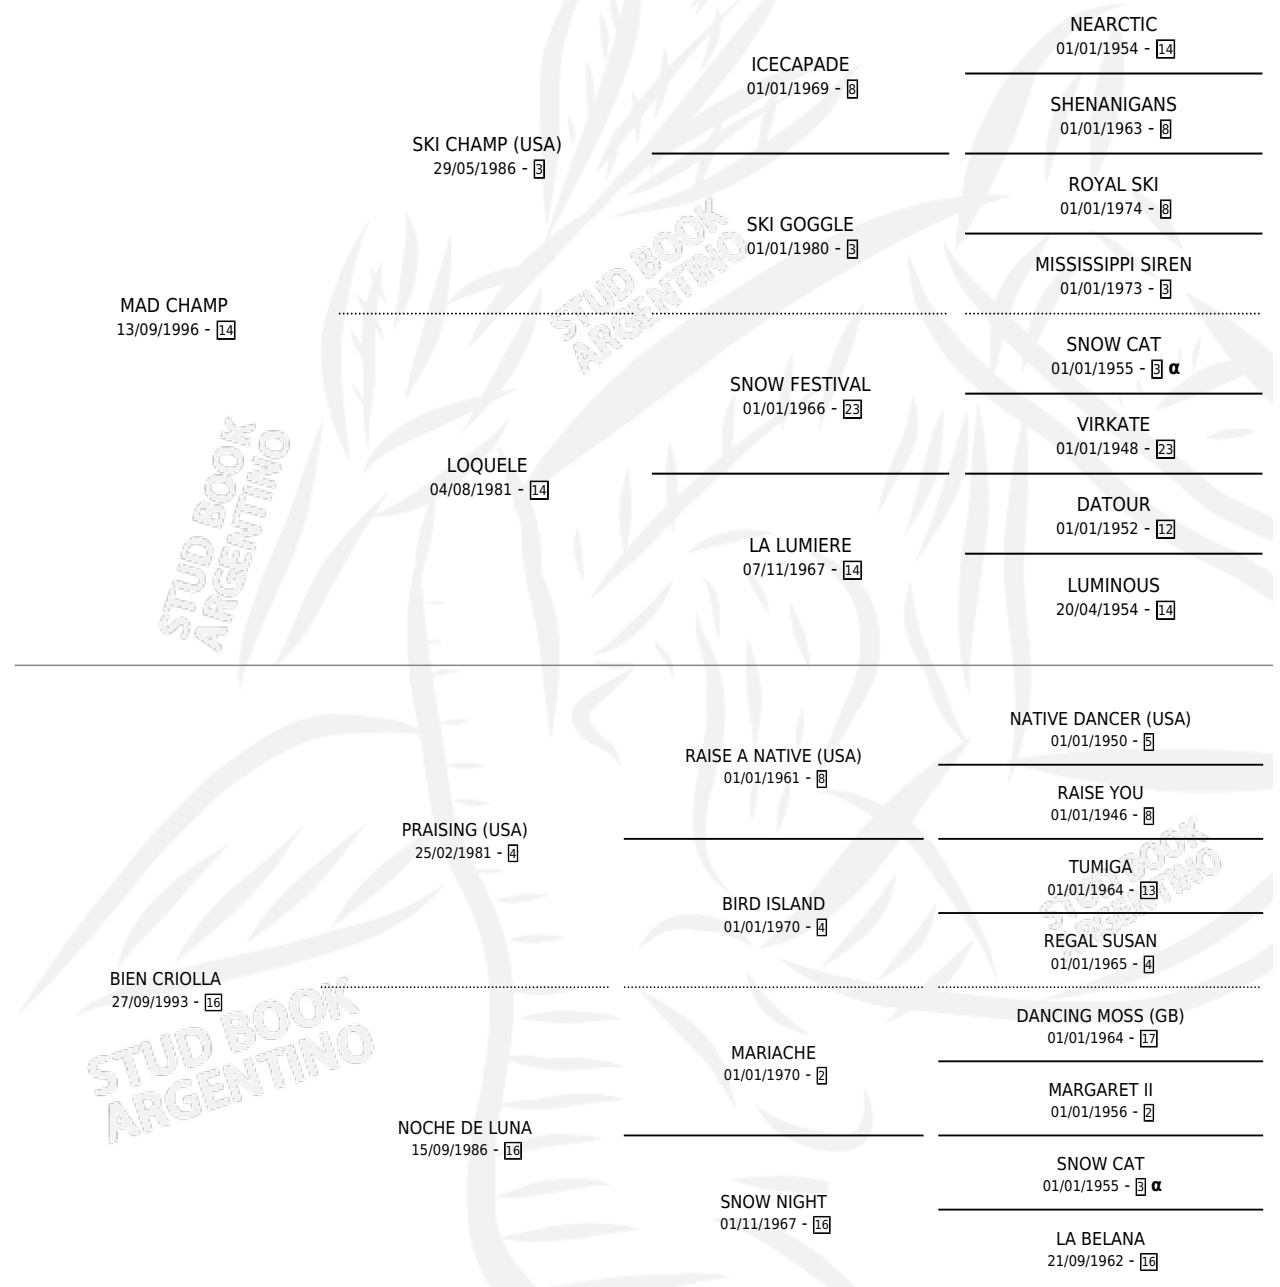 NEARCTIC
01/01/1954 - 14
ICECAPADE
01/01/1969 - 8
SHENANIGANS
01/01/1963 - 8
SKI CHAMP (USA)
29/05/1986 - 3
ROYAL SKI
01/01/1974 - 8
SKI GOGGLE
01/01/1980 - 3
MISSISSIPPI SIREN
01/01/1973 - 3
MAD CHAMP
13/09/1996 - 14
SNOW CAT
01/01/1955 - 3 α
SNOW FESTIVAL
01/01/1966 - 23
VIRKATE
01/01/1948 - 23
LOQUELE
04/08/1981 - 14
DATOUR
01/01/1952 - 12
LA LUMIERE
07/11/1967 - 14
LUMINOUS
20/04/1954 - 14
NATIVE DANCER (USA)
01/01/1950 - 5
RAISE A NATIVE (USA)
01/01/1961 - 8
RAISE YOU
01/01/1946 - 8
PRAISING (USA)
25/02/1981 - 4
TUMIGA
01/01/1964 - 13
BIRD ISLAND
01/01/1970 - 4
REGAL SUSAN
01/01/1965 - 4
BIEN CRIOLLA
27/09/1993 - 16
DANCING MOSS (GB)
01/01/1964 - 17
MARIACHE
01/01/1970 - 2
MARGARET II
01/01/1956 - 2
NOCHE DE LUNA
15/09/1986 - 16
SNOW CAT
01/01/1955 - 3 α
SNOW NIGHT
01/11/1967 - 16
LA BELANA
21/09/1962 - 16
STUD BOOK
ARGENTINO
STUD BOOK
ARGENTINO
STUD BOOK
ARGENTINO
STUD BOOK
ARGENTINO